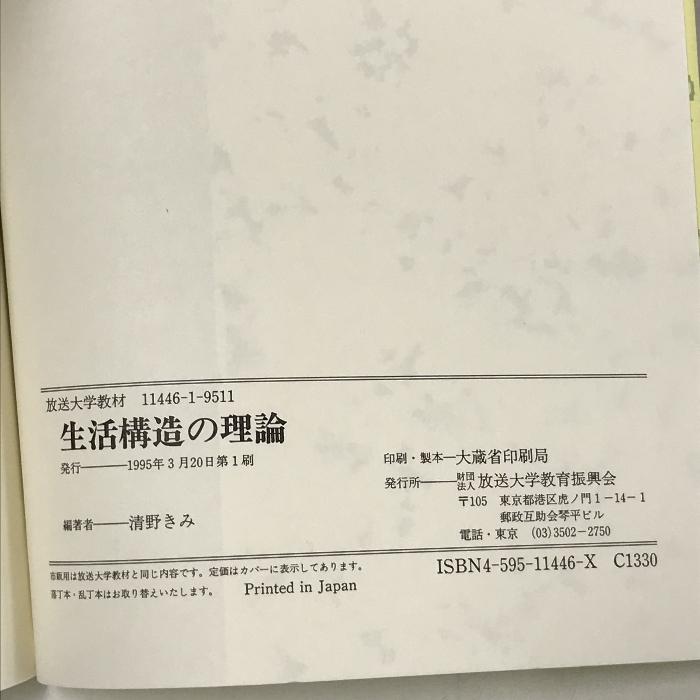 放送大学教材 11446-1-9511
生活構造の理論
発行―――1995年3月20日第1刷
編著者――清野きみ
印刷・製本―大蔵省印刷局
発行所――財団法人 放送大学教育振興会
〒105 東京都港区虎ノ門1-14-1
郵政互助会琴平ビル
電話・東京 (03)3502-2750
市販用は放送大学教材と同じ内容です。定価はカバーに表示してあります。
落丁本・乱丁本はお取り替えいたします。 Printed in Japan
ISBN4-595-11446-X C1330